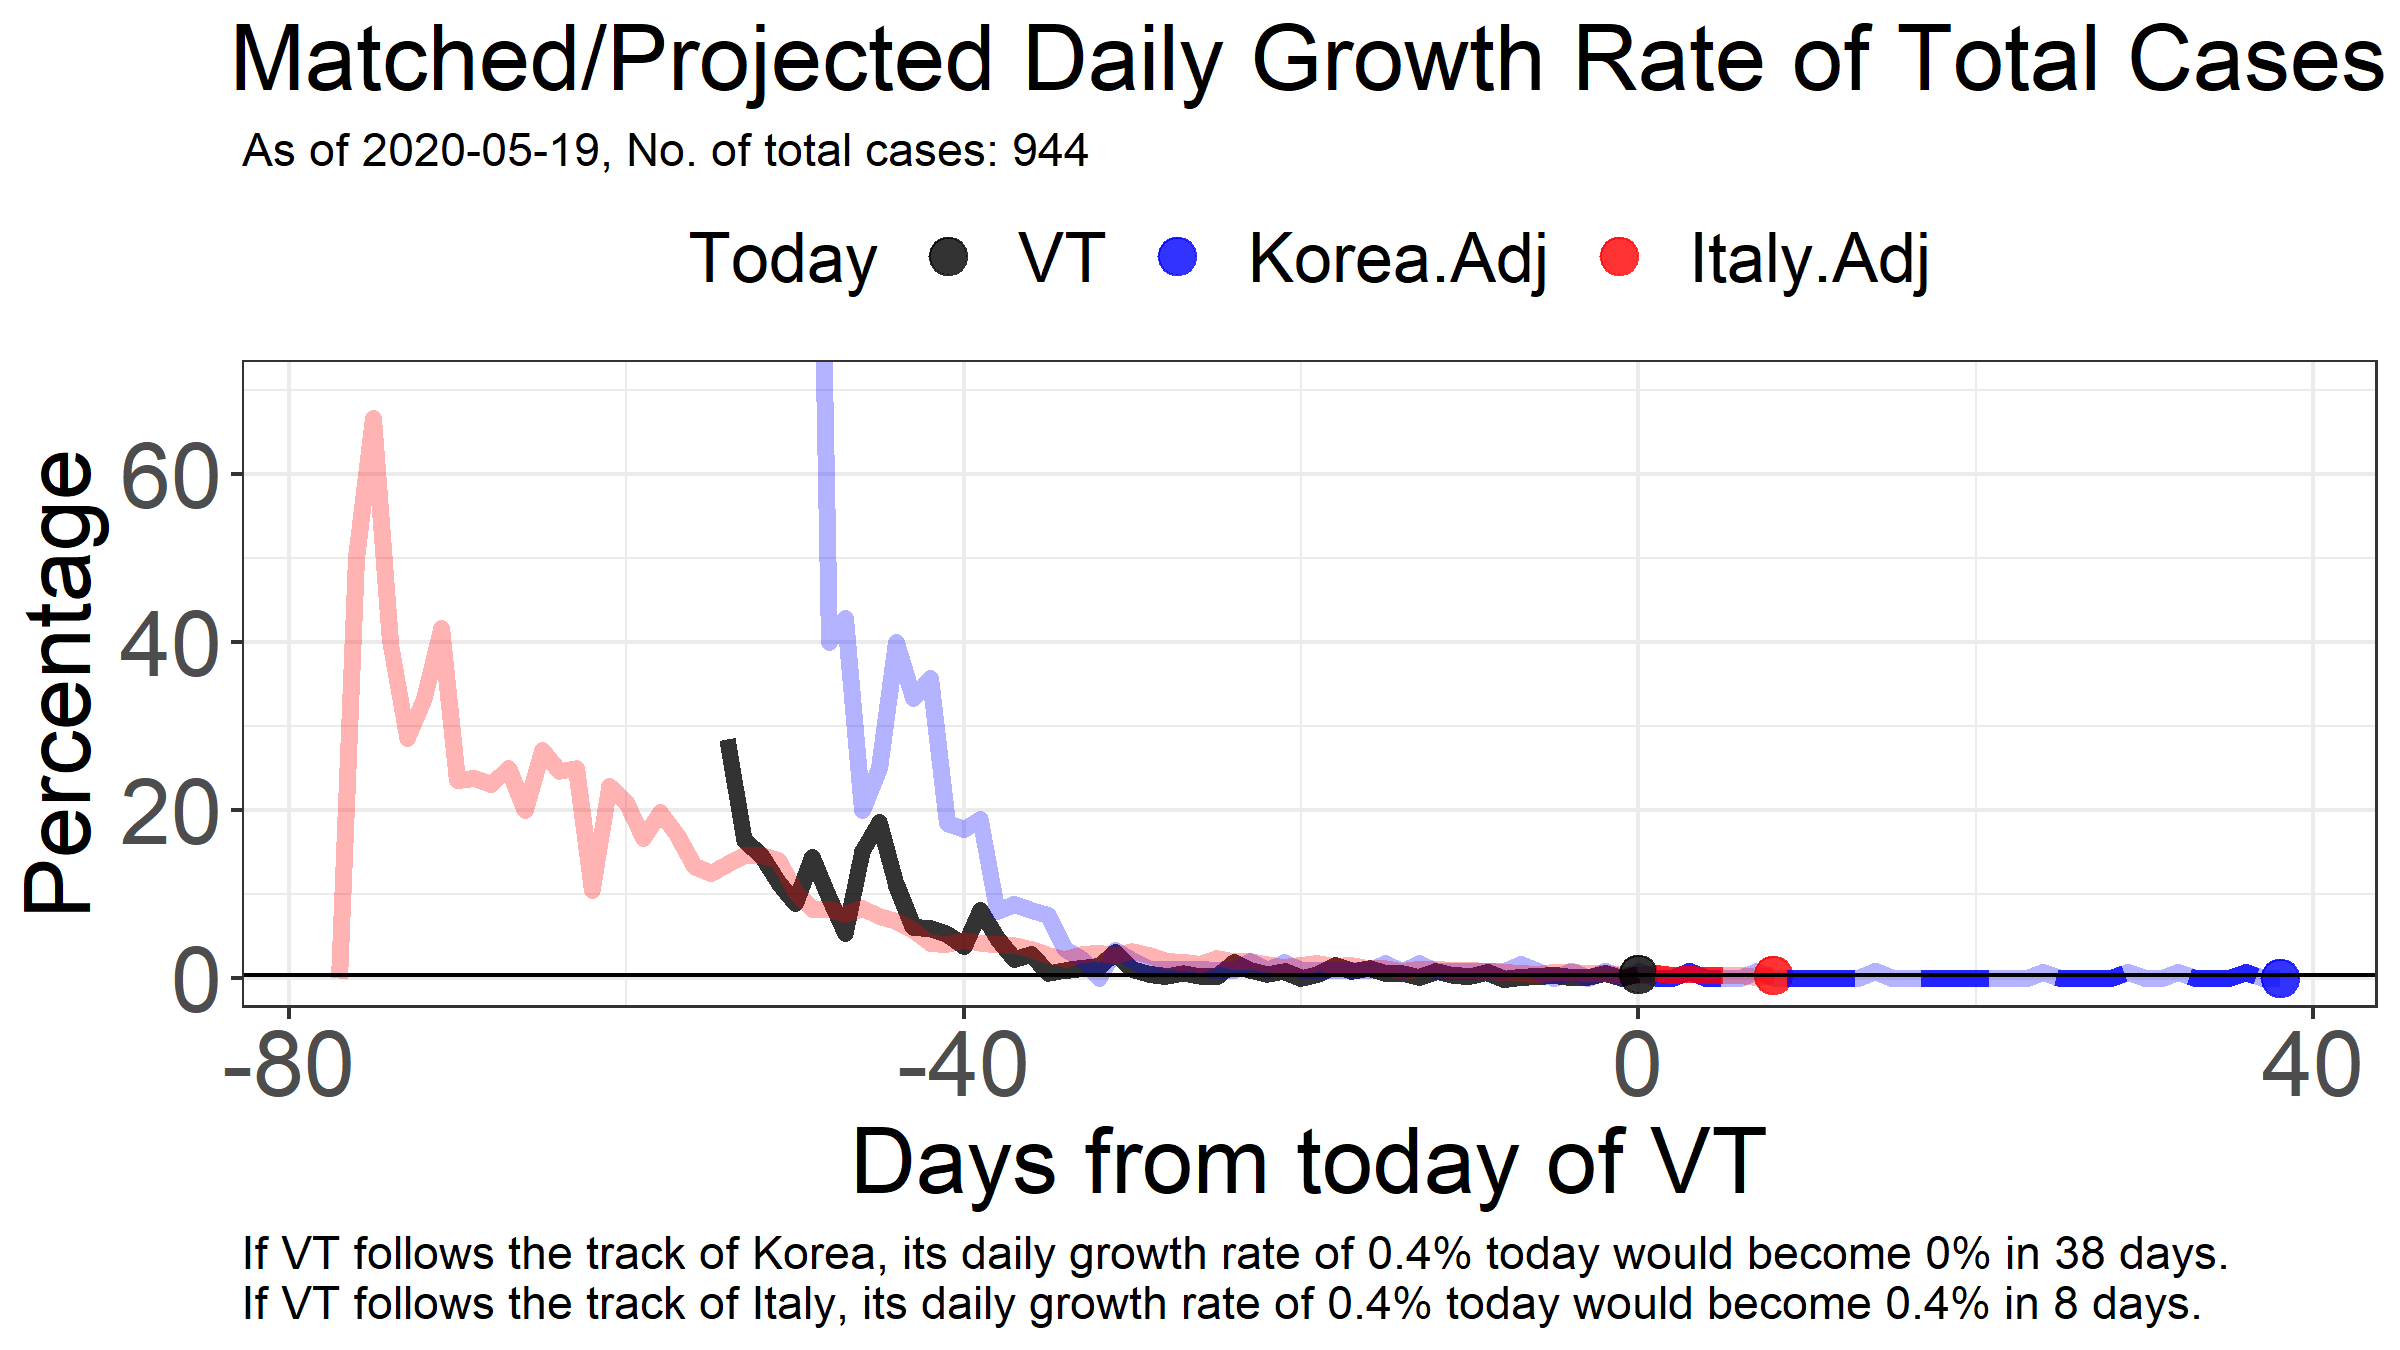 Matched/Projected Daily Growth Rate of Total Cases
As of 2020-05-19, No. of total cases: 944
Today VT Korea.Adj Italy.Adj
Percentage
60
40
20
0
-80 -40 0 40
Days from today of VT
If VT follows the track of Korea, its daily growth rate of 0.4% today would become 0% in 38 days.
If VT follows the track of Italy, its daily growth rate of 0.4% today would become 0.4% in 8 days.